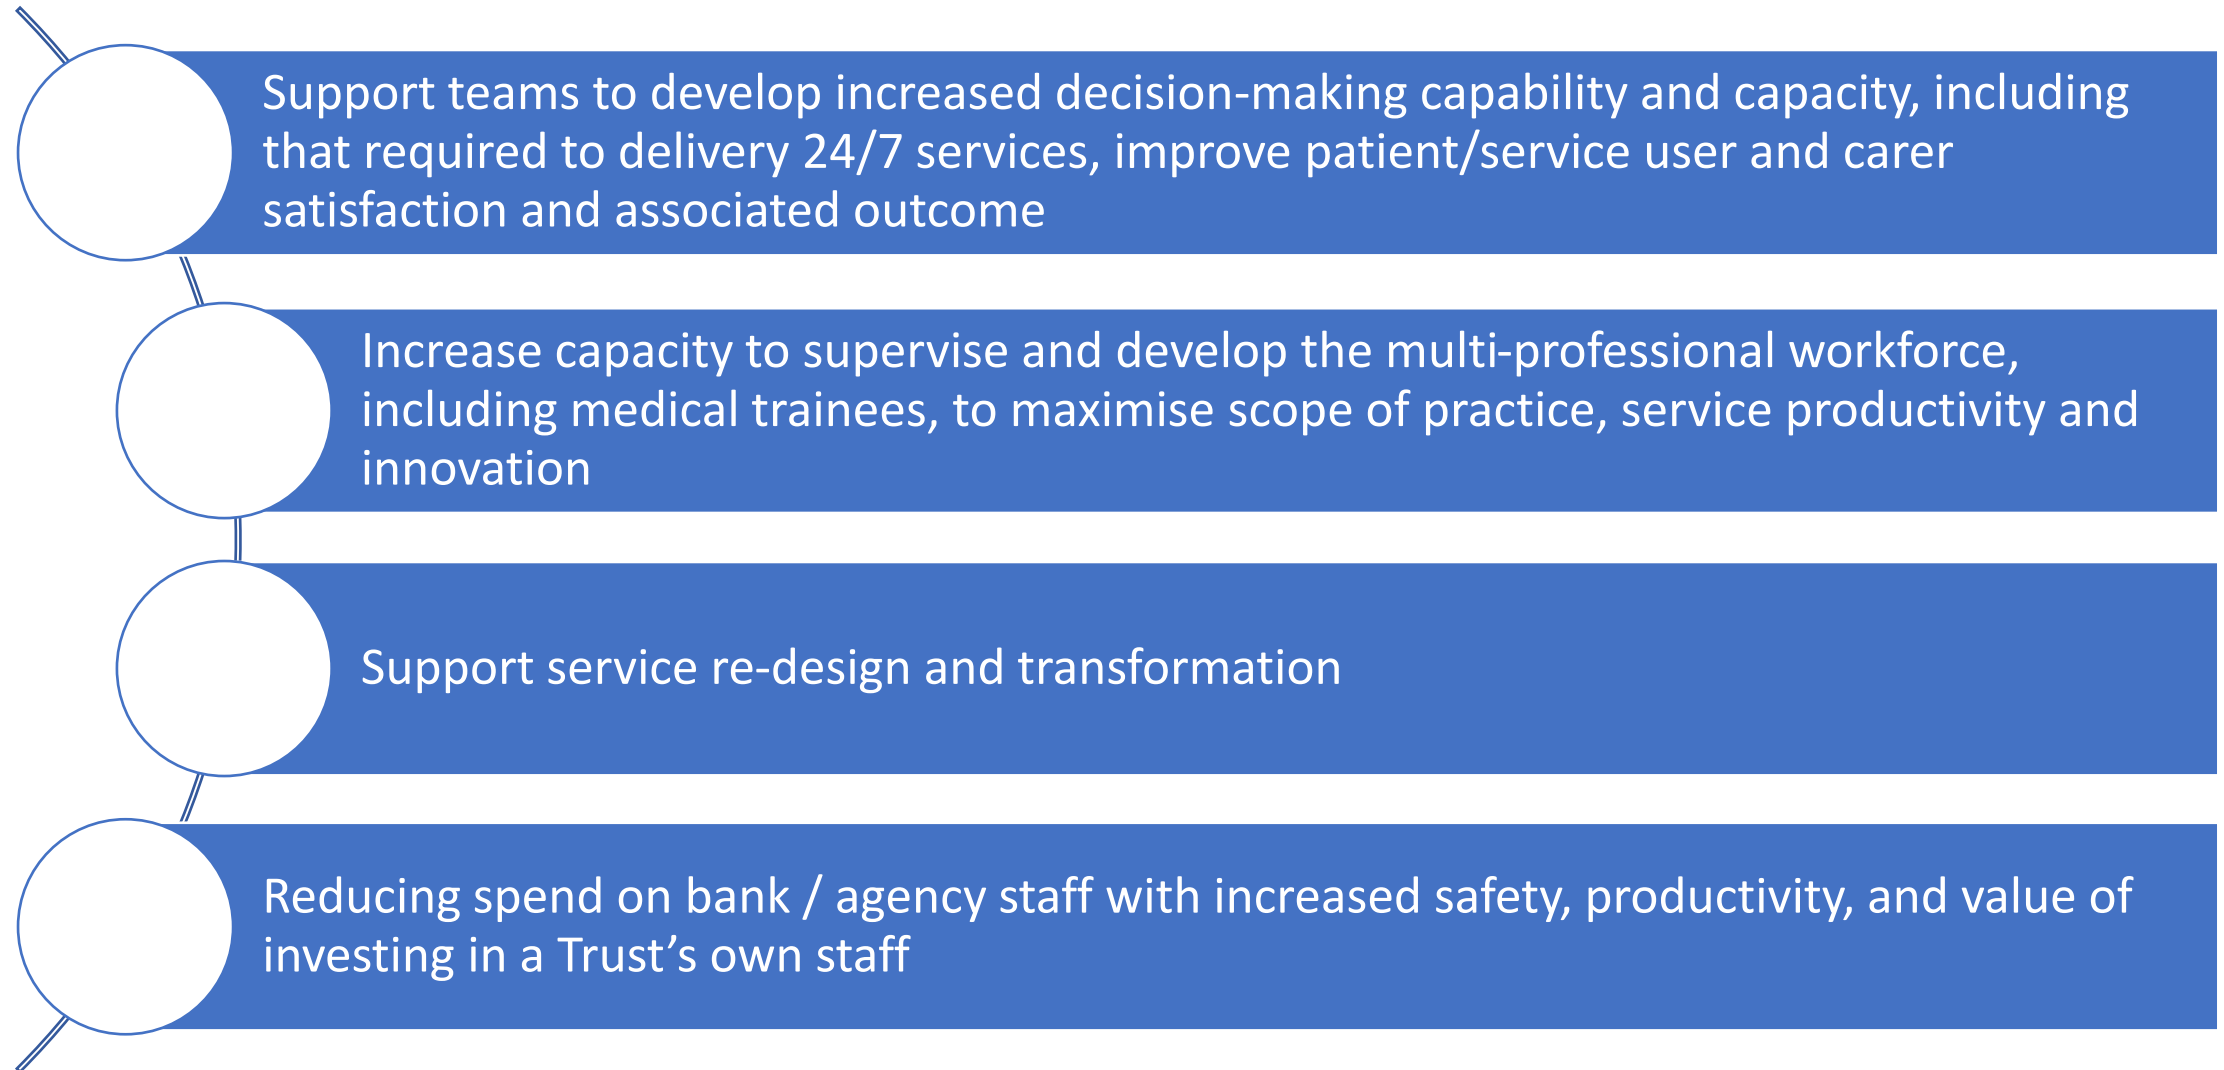 Support teams to develop increased decision-making capability and capacity, including
that required to delivery 24/7 services, improve patient/service user and carer
satisfaction and associated outcome
Increase capacity to supervise and develop the multi-professional workforce,
including medical trainees, to maximise scope of practice, service productivity and
innovation
Support service re-design and transformation
Reducing spend on bank / agency staff with increased safety, productivity, and value of
investing in a Trust’s own staff